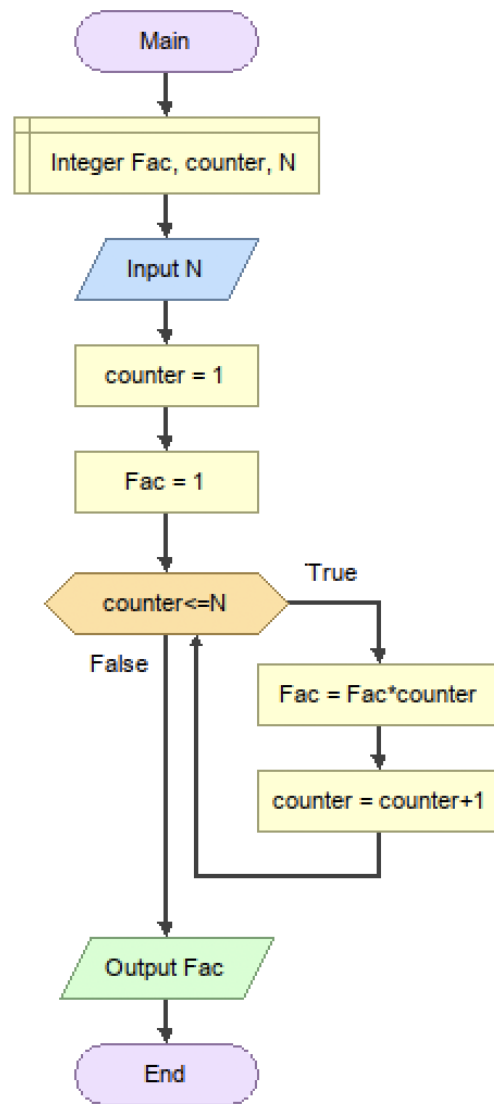 Main
Integer Fac, counter, N
Input N
counter = 1
Fac = 1
counter<=N
True
False
Fac = Fac*counter
counter = counter+1
Output Fac
End